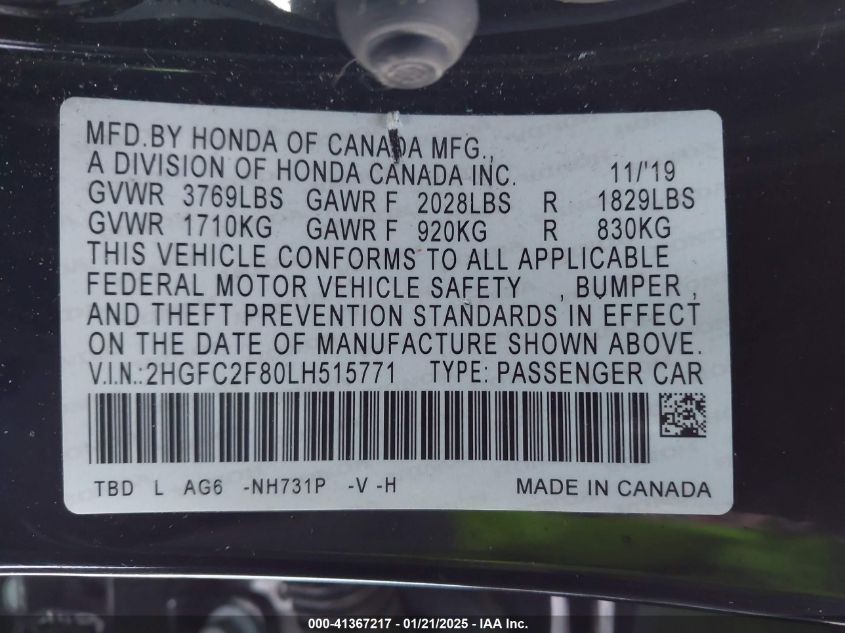 MFD.BY HONDA OF CANADA MFG.,
A DIVISION OF HONDA CANADA INC. 11/'19
GVWR 3769LBS GAWR F 2028LBS R 1829LBS
GVWR 1710KG GAWR F 920KG R 830KG
THIS VEHICLE CONFORMS TO ALL APPLICABLE
FEDERAL MOTOR VEHICLE SAFETY , BUMPER ,
AND THEFT PREVENTION STANDARDS IN EFFECT
ON THE DATE OF MANUFACTURE SHOWN ABOVE.
V.I.N.:2HGFC2F80LH515771 TYPE: PASSENGER CAR
TBD L AG6 -NH731P -V -H MADE IN CANADA
000-41367217 - 01/21/2025 - IAA Inc.